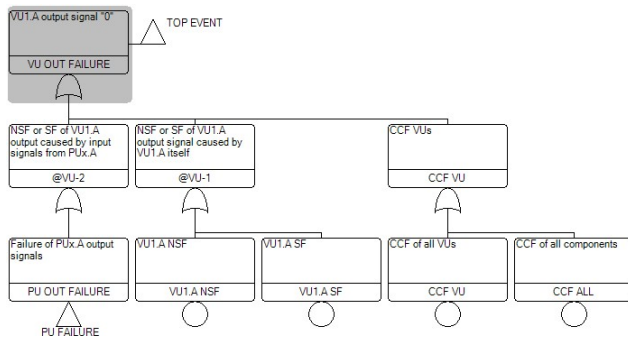 VU1.A output signal "0"
TOP EVENT
VU OUT FAILURE
NSF or SF of VU1.A
output caused by input
signals from PUx.A
@VU-2
NSF or SF of VU1.A
output signal caused by
VU1.A itself
@VU-1
CCF VUs
CCF VU
Failure of PUx.A output
signals
PU OUT FAILURE
VU1.A NSF
VU1.A NSF
VU1.A SF
VU1.A SF
CCF of all VUs
CCF VU
CCF of all components
CCF ALL
PU FAILURE